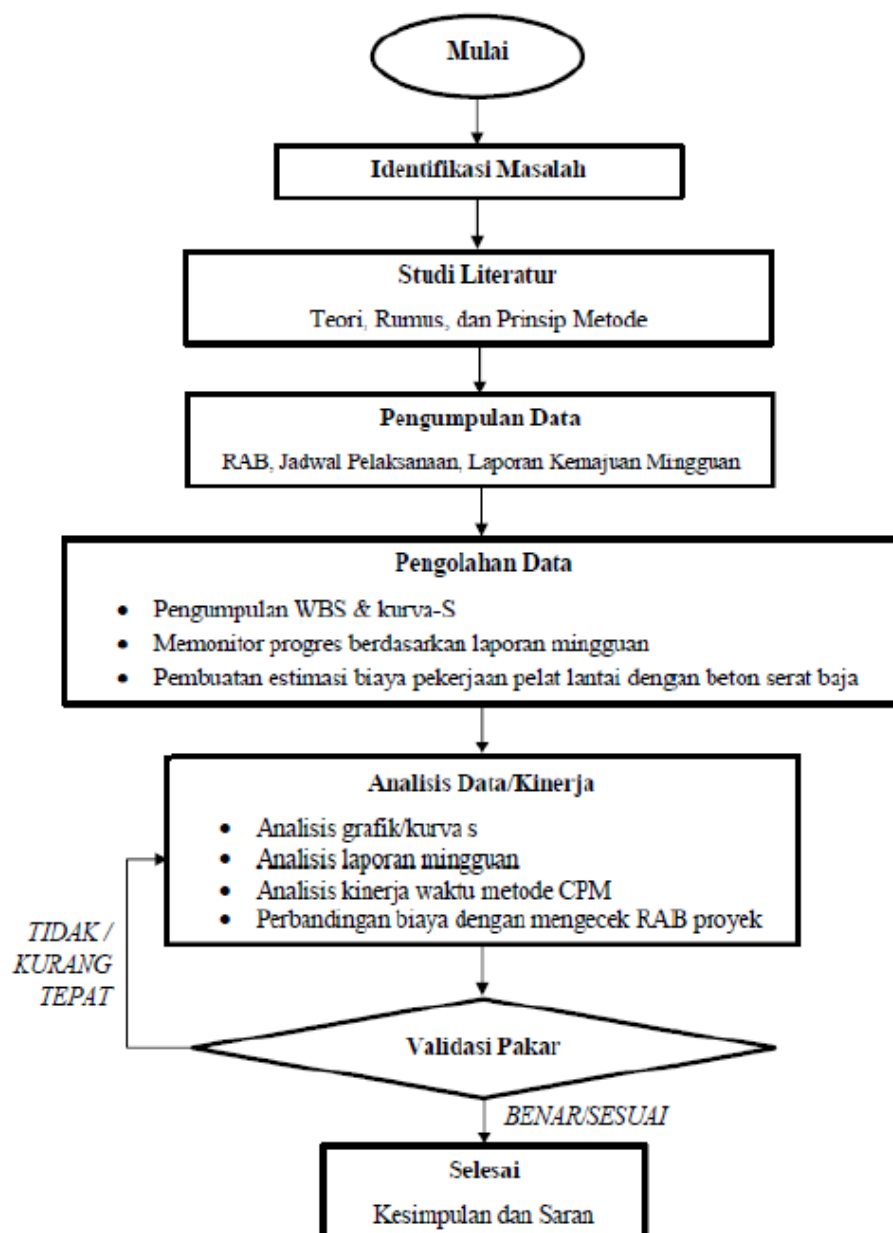 Mulai
Identifikasi Masalah
Studi Literatur
Teori, Rumus, dan Prinsip Metode
Pengumpulan Data
RAB, Jadwal Pelaksanaan, Laporan Kemajuan Mingguan
Pengolahan Data
• Pengumpulan WBS & kurva-S
• Memonitor progres berdasarkan laporan mingguan
• Pembuatan estimasi biaya pekerjaan pelat lantai dengan beton serat baja
Analisis Data/Kinerja
• Analisis grafik/kurva s
• Analisis laporan mingguan
• Analisis kinerja waktu metode CPM
• Perbandingan biaya dengan mengecek RAB proyek
TIDAK /
KURANG
TEPAT
Validasi Pakar
BENAR/SESUAI
Selesai
Kesimpulan dan Saran